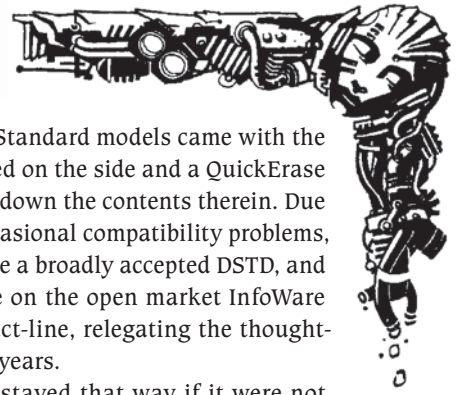 Standard models came with the
ed on the side and a QuickErase
down the contents therein. Due
asional compatibility problems,
e a broadly accepted DSTD, and
e on the open market InfoWare
ct-line, relegating the thought-
years.
stayed that way if it were not